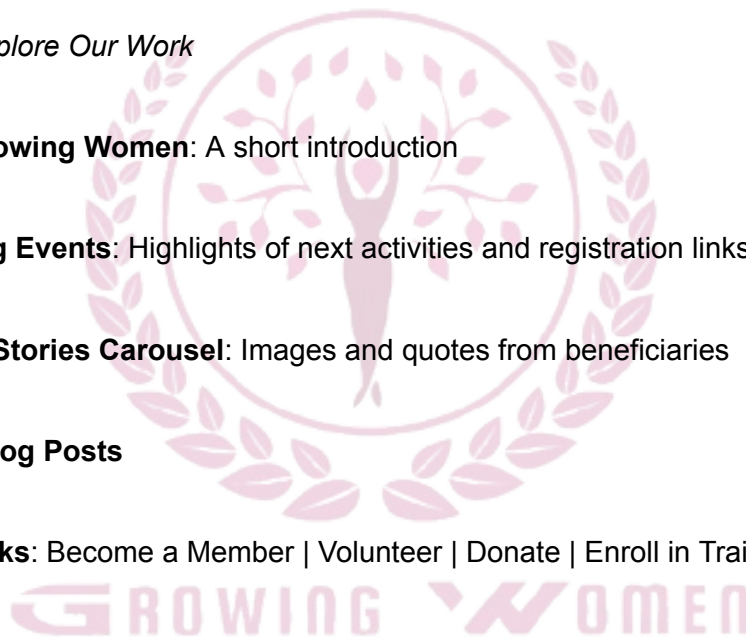 plore Our Work
owing Women: A short introduction
g Events: Highlights of next activities and registration links
Stories Carousel: Images and quotes from beneficiaries
og Posts
ks: Become a Member | Volunteer | Donate | Enroll in Trai
GROWING WOMEN